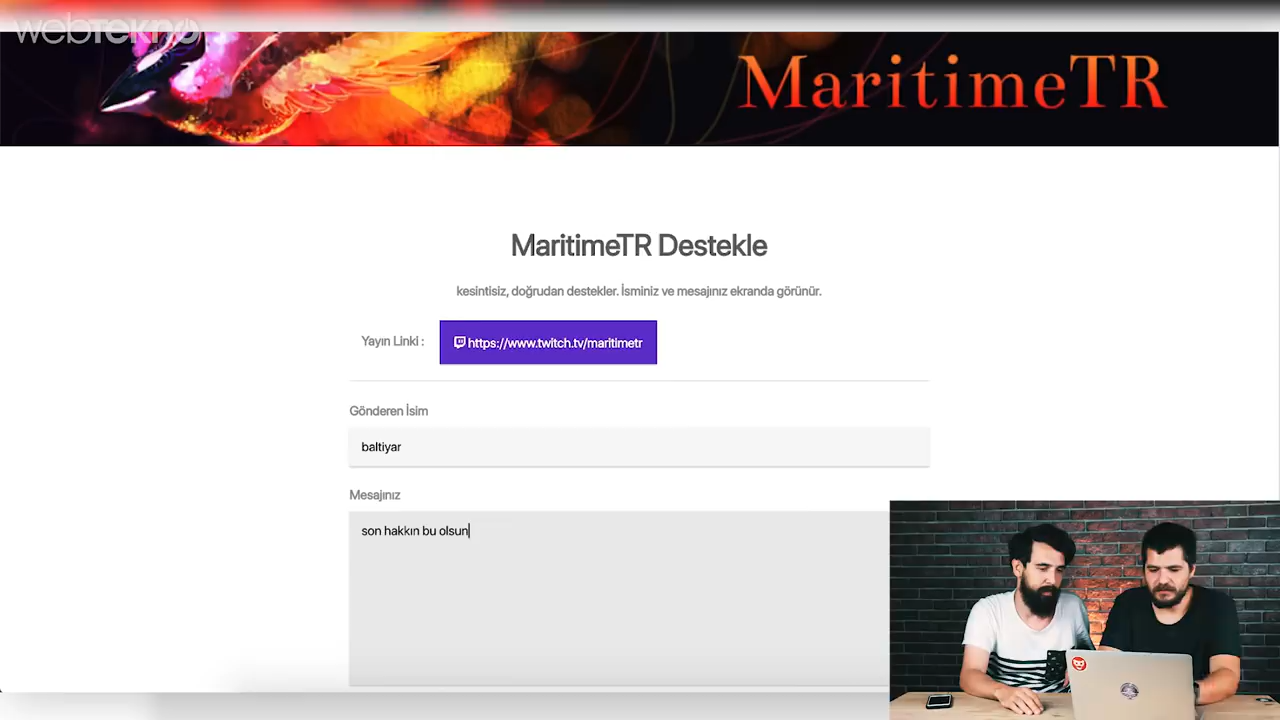 webtekno
MaritimeTR
MaritimeTR Destekle
kesintisiz, doğrudan destekler. İsminiz ve mesajınız ekranda görünür.
Yayın Linki :
https://www.twitch.tv/maritimetr
Gönderen İsim
baltiyar
Mesajınız
son hakkın bu olsun